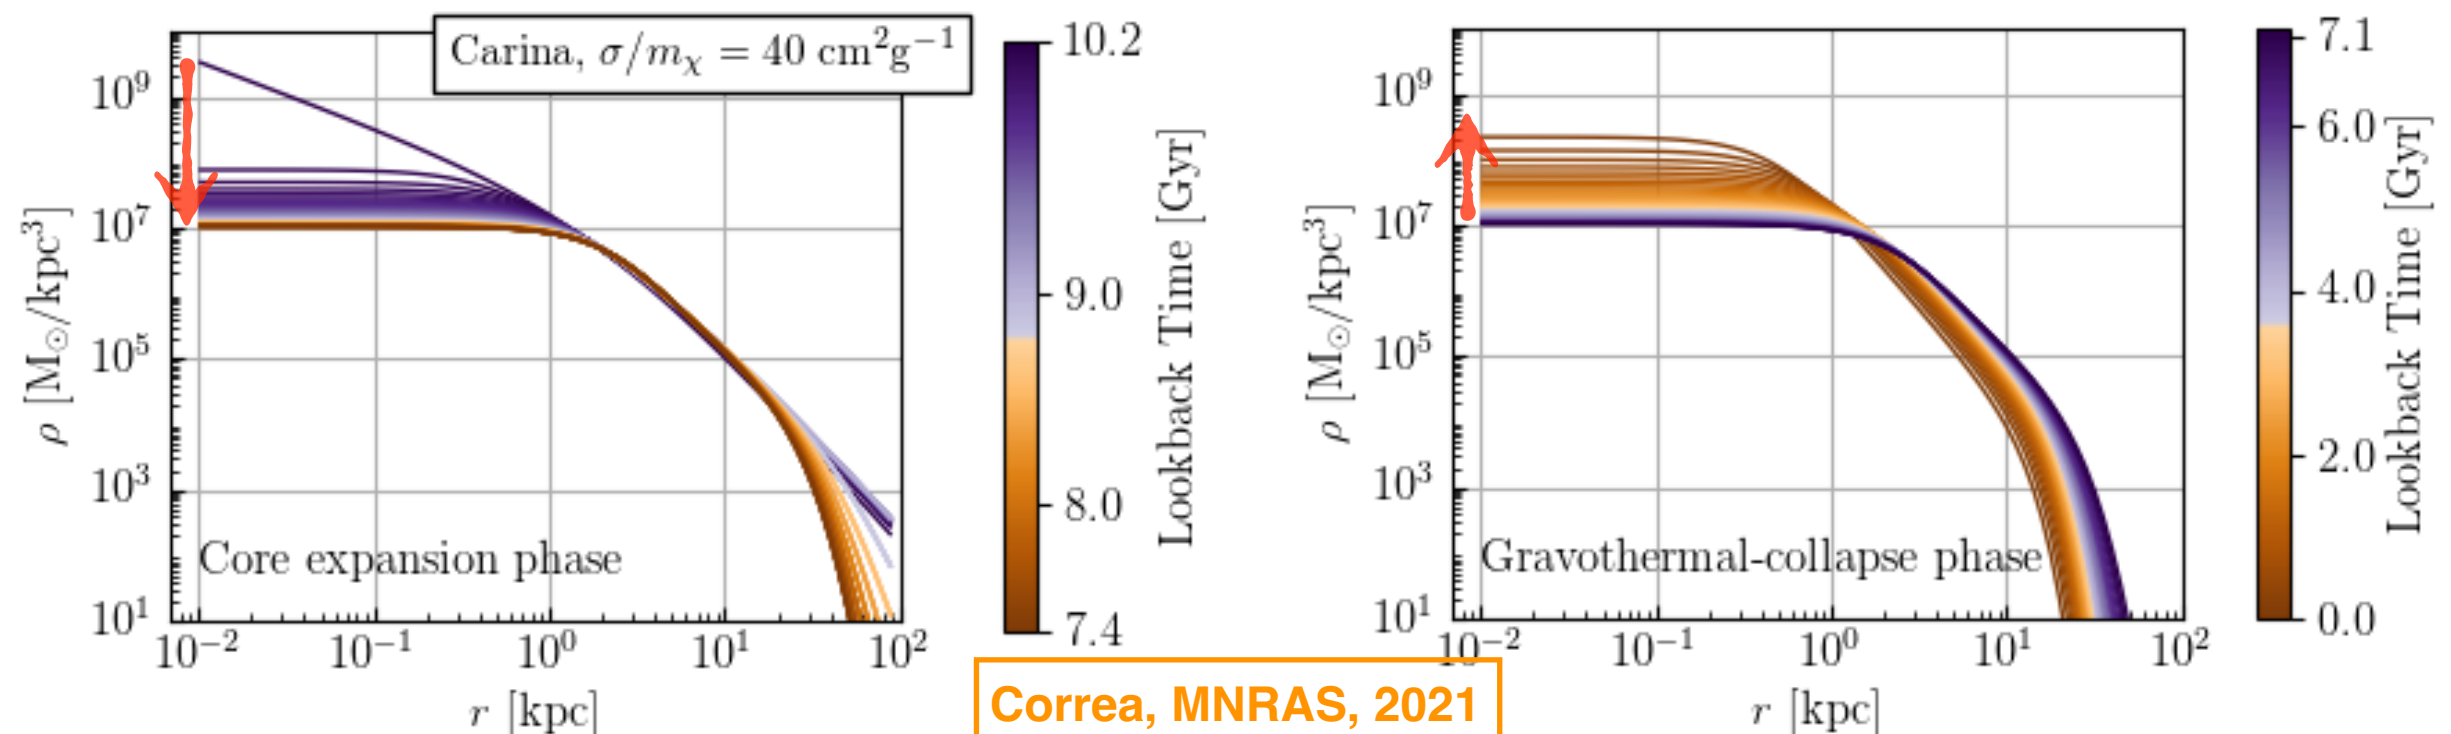 Carina, σ/mχ = 40 cm²g⁻¹
10⁹
10⁷
10⁵
10³
10¹
ρ [M⊙/kpc³]
Core expansion phase
10⁻²
10⁻¹
10⁰
10¹
10²
r [kpc]
10.2
9.0
8.0
7.4
Lookback Time [Gyr]
10⁹
10⁷
10⁵
10³
10¹
ρ [M⊙/kpc³]
Gravothermal-collapse phase
10⁻²
10⁻¹
10⁰
10¹
10²
r [kpc]
7.1
6.0
4.0
2.0
0.0
Lookback Time [Gyr]
Correa, MNRAS, 2021